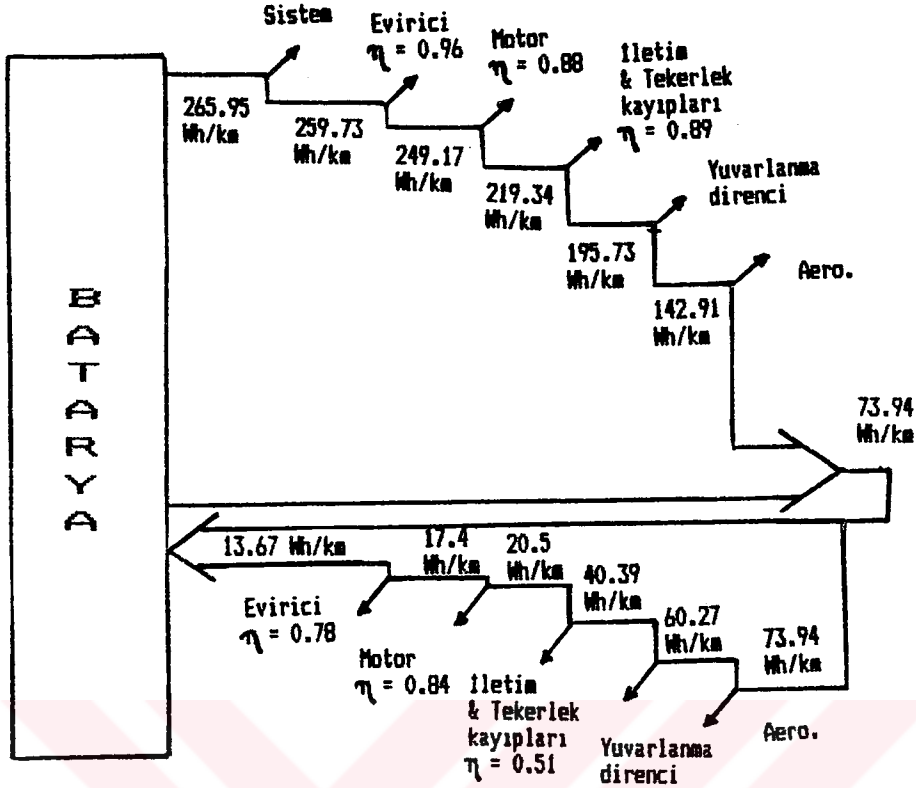 Sistem
Evirici
η = 0.96
Motor
η = 0.88
Iletim
& Tekerlek
kayıpları
η = 0.89
Yuvarlanma
direnci
Aero.
265.95
Wh/km
259.73
Wh/km
249.17
Wh/km
219.34
Wh/km
195.73
Wh/km
142.91
Wh/km
73.94
Wh/km
BATARYA
13.67 Wh/km
17.4
Wh/km
20.5
Wh/km
40.39
Wh/km
60.27
Wh/km
73.94
Wh/km
Evirici
η = 0.78
Motor
η = 0.84
Iletim
& Tekerlek
kayıpları
η = 0.51
Yuvarlanma
direnci
Aero.